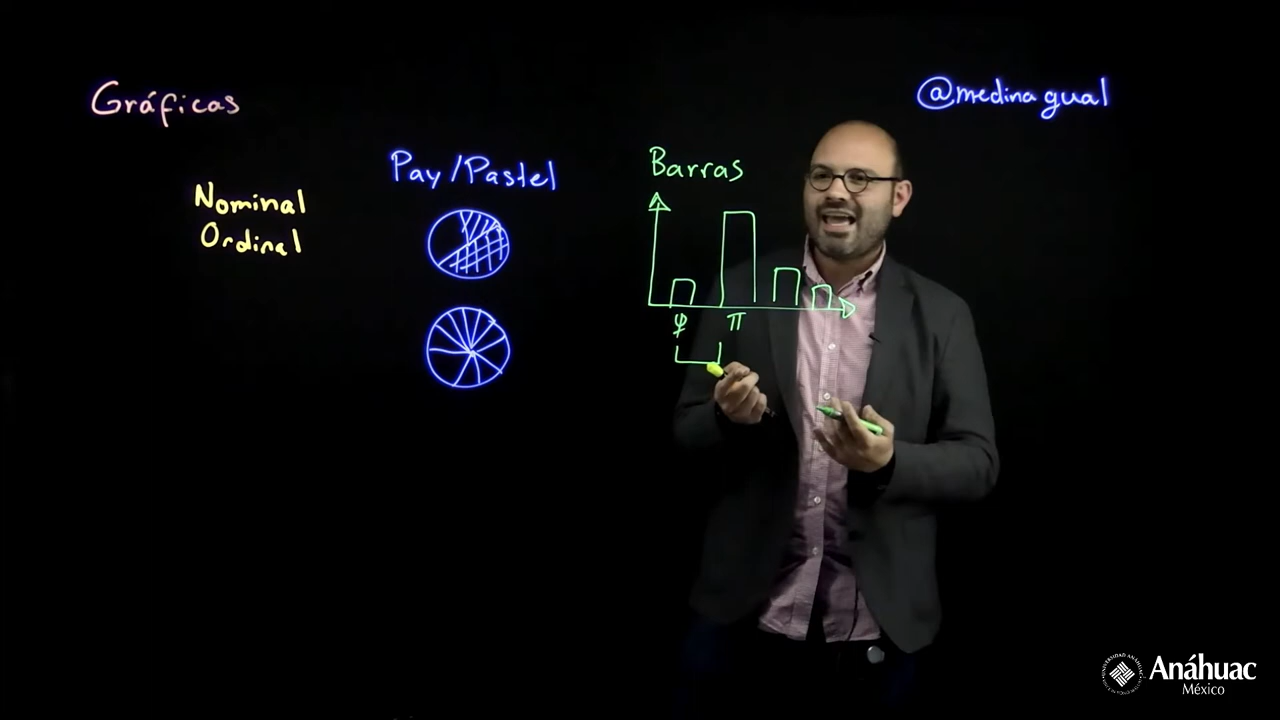 Gráficas
@medinagual
Pay/Pastel
Barras
Nominal
Ordinal
ψ π
Anáhuac
México